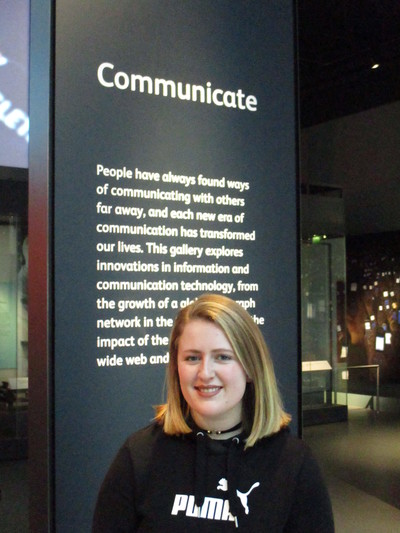 Communicate
People have always found ways
of communicating with others
far away, and each new era of
communication has transformed
our lives. This gallery explores
innovations in information and
communication technology, from
the growth of a
network in the the
impact of the
wide web and
PUMA